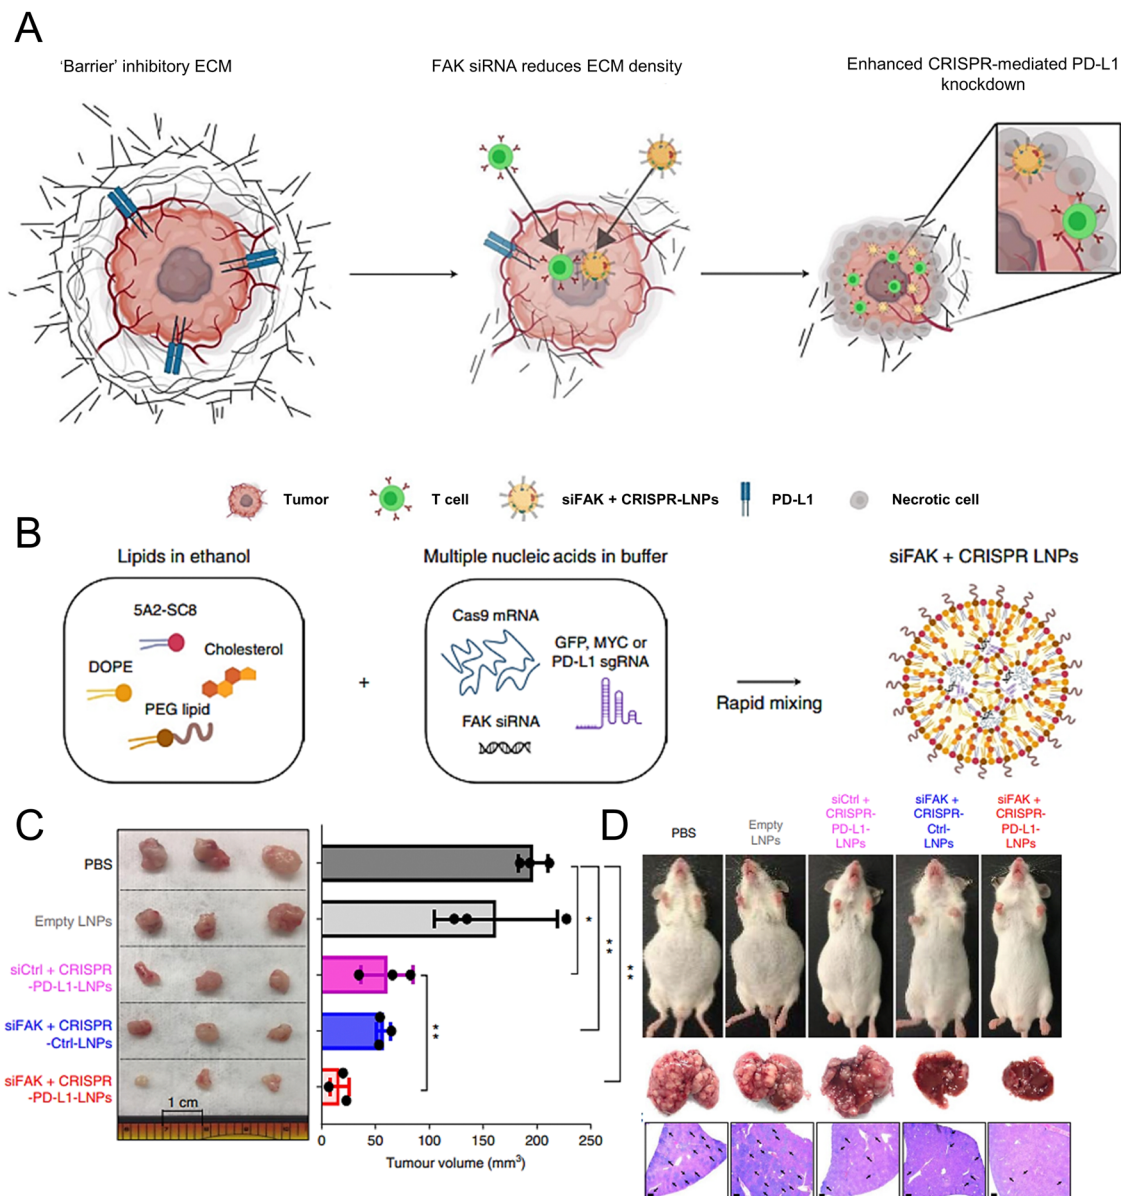 A
‘Barrier’ inhibitory ECM
FAK siRNA reduces ECM density
Enhanced CRISPR-mediated PD-L1
knockdown
Tumor
T cell
siFAK + CRISPR-LNPs
PD-L1
Necrotic cell
B
Lipids in ethanol
5A2-SC8
DOPE
Cholesterol
PEG lipid
+
Multiple nucleic acids in buffer
Cas9 mRNA
GFP, MYC or
PD-L1 sgRNA
FAK siRNA
Rapid mixing
siFAK + CRISPR LNPs
C
PBS
Empty LNPs
siCtrl + CRISPR
-PD-L1-LNPs
siFAK + CRISPR
-Ctrl-LNPs
siFAK + CRISPR
-PD-L1-LNPs
1 cm
*
**
**
**
0 50 100 150 200 250
Tumour volume (mm³)
D
PBS
Empty
LNPs
siCtrl +
CRISPR-
PD-L1-
LNPs
siFAK +
CRISPR-
Ctrl-
LNPs
siFAK +
CRISPR-
PD-L1-
LNPs